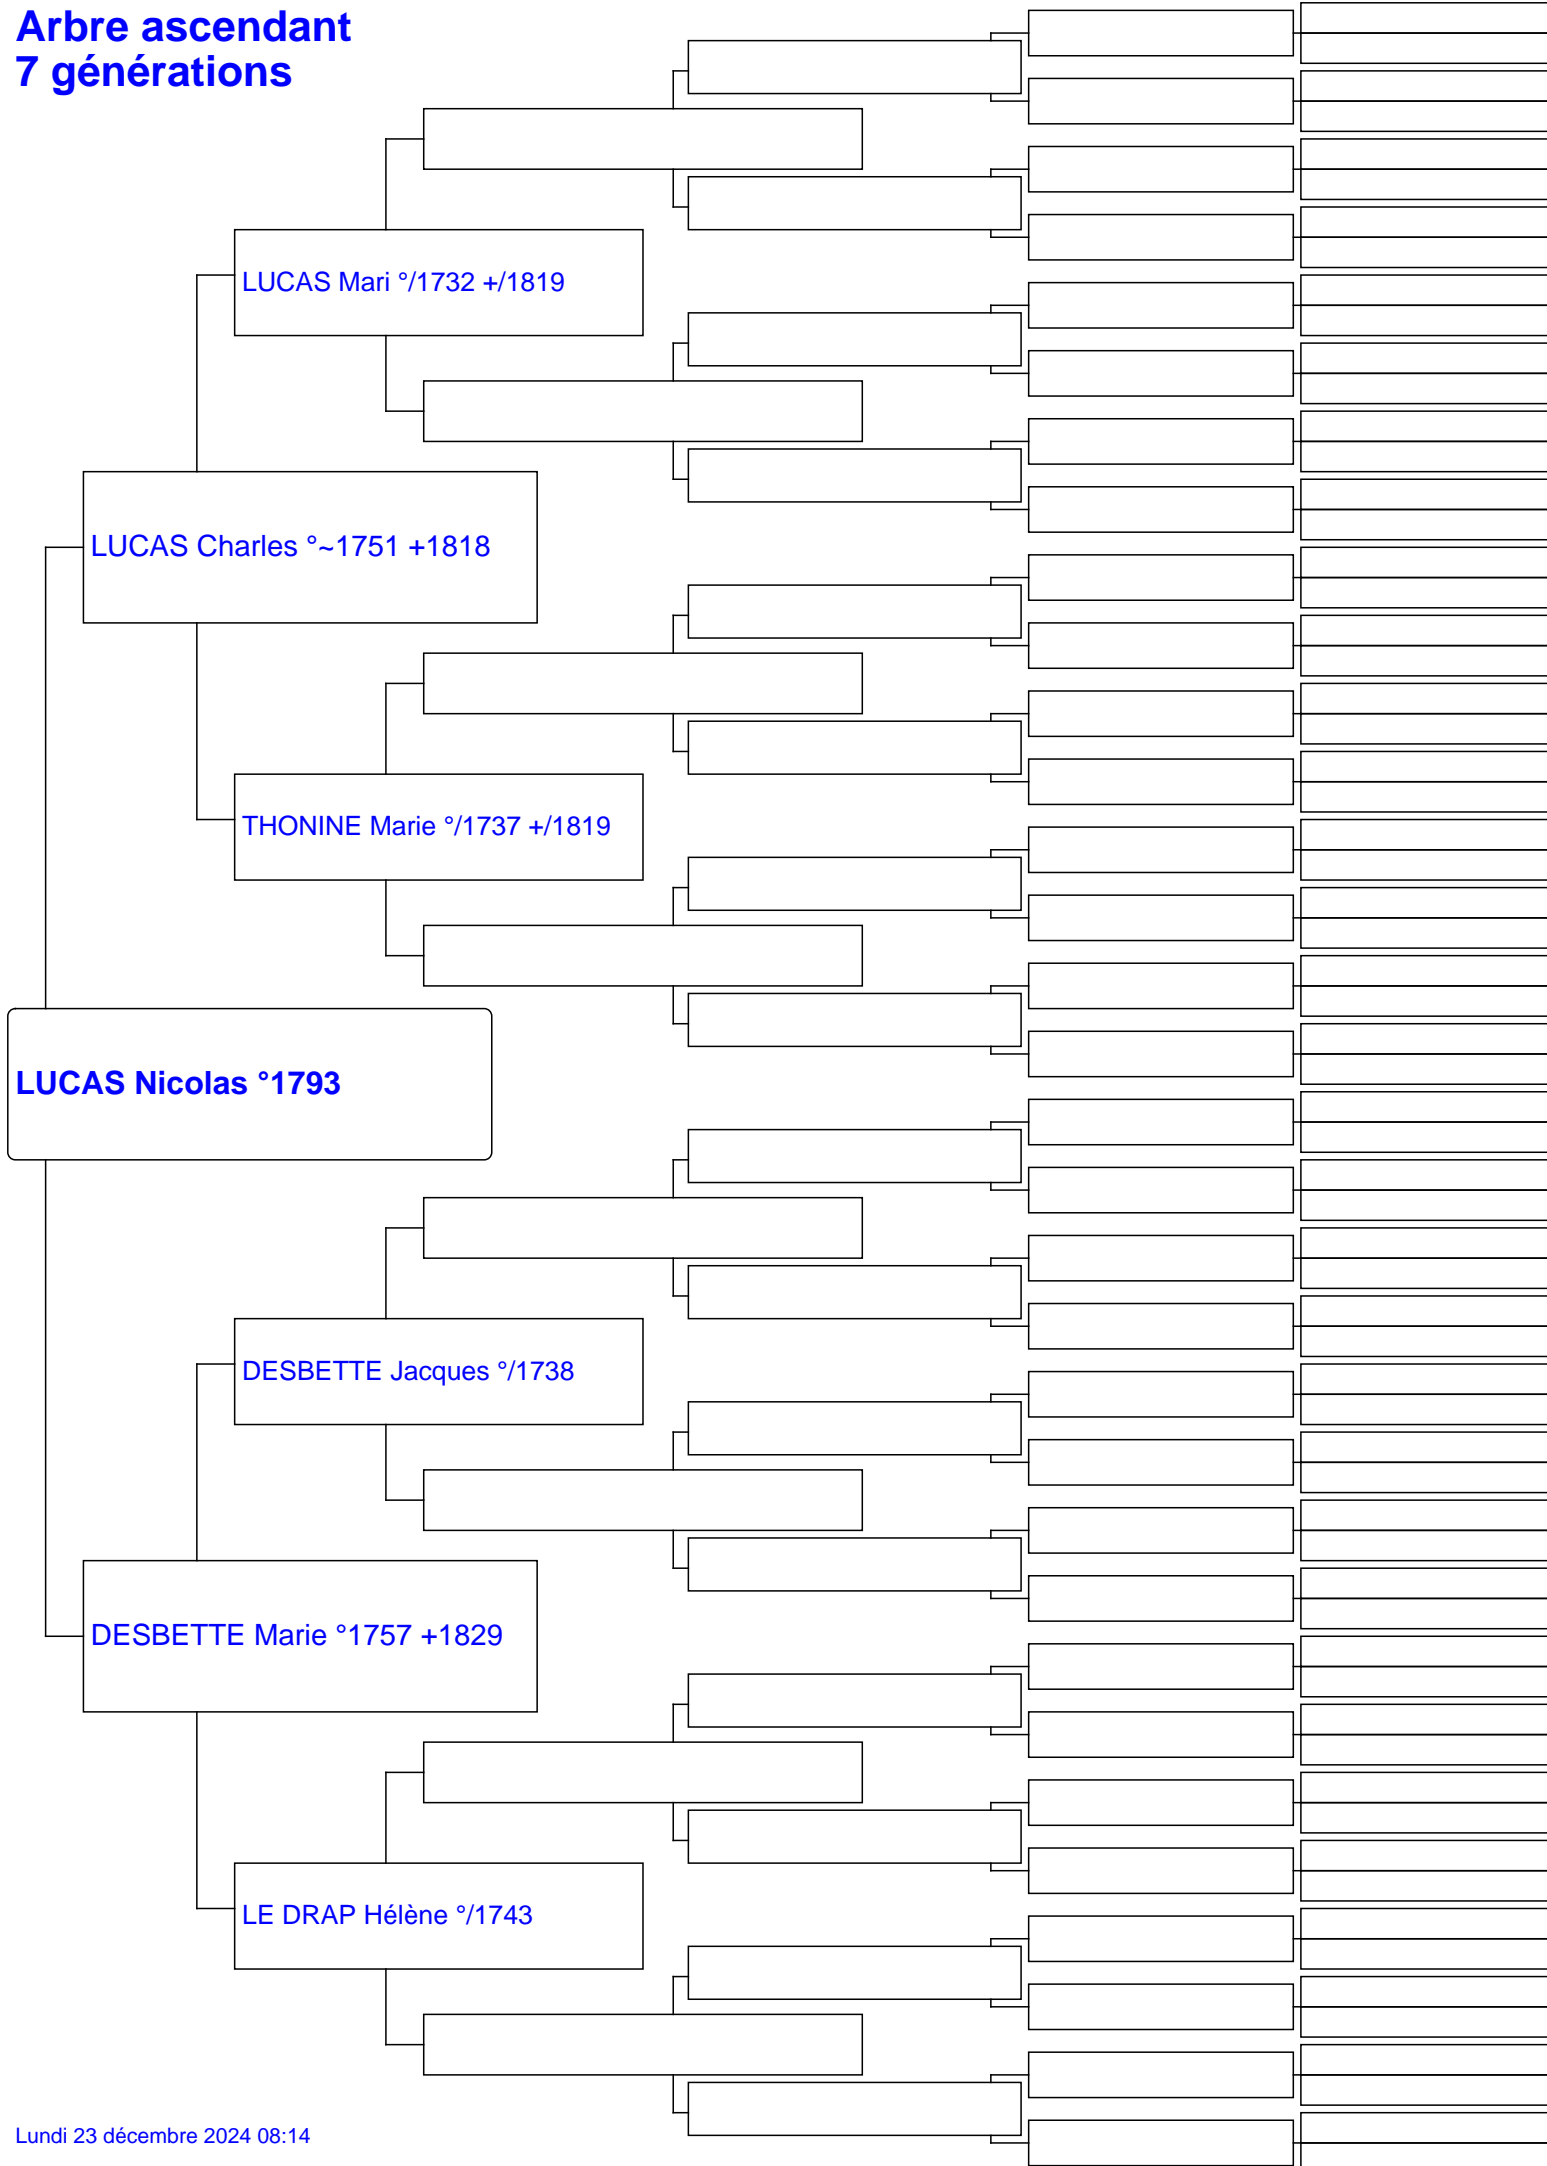 Arbre ascendant
7 générations
LUCAS Mari °/1732 +/1819
LUCAS Charles °~1751 +1818
THONINE Marie °/1737 +/1819
LUCAS Nicolas °1793
DESBETTE Jacques °/1738
DESBETTE Marie °1757 +1829
LE DRAP Hélène °/1743
Lundi 23 décembre 2024 08:14